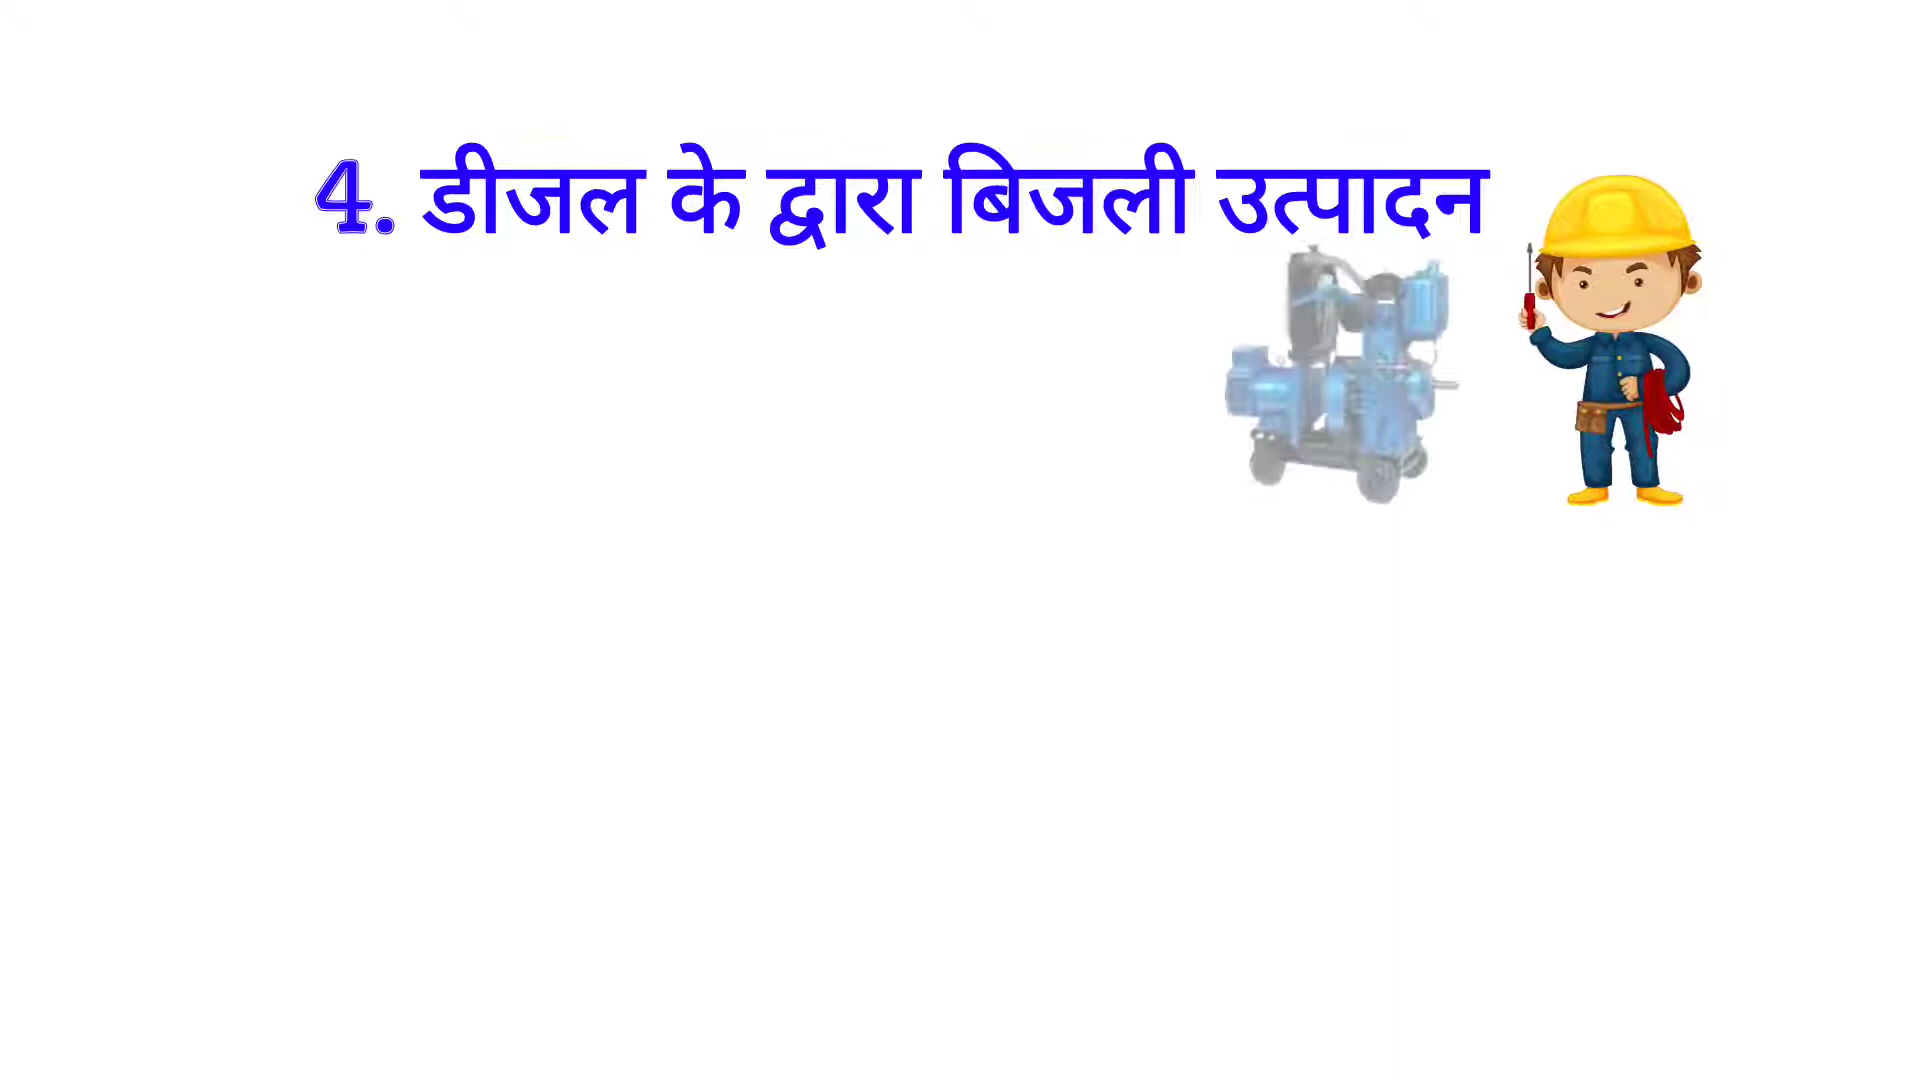 4. डीजल के द्वारा बिजली उत्पादन